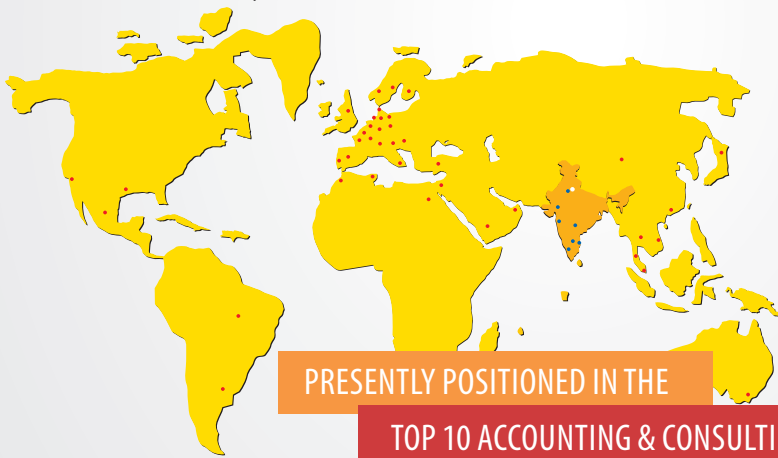 PRESENTLY POSITIONED IN THE
TOP 10 ACCOUNTING & CONSULTI